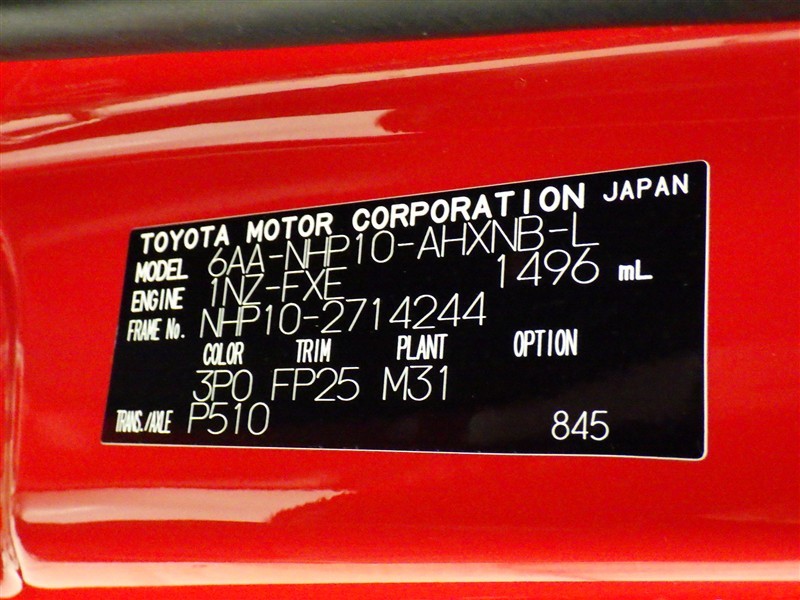 TOYOTA MOTOR CORPORATION JAPAN
MODEL 6AA-NHP10-AHXNB-L
ENGINE 1NZ-FXE 1496 mL
FRAME No. NHP10-2714244
COLOR TRIM PLANT OPTION
3P0 FP25 M31
TRANS./AXLE P510 845